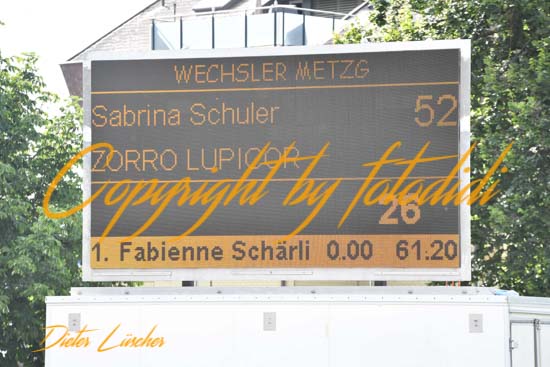 WECHSLER METZG
Sabrina Schuler 52
ZORRO LUPICOR
Copyright by fotodidi
26
1. Fabienne Schärli 0.00 61.20
Dieter Lüscher